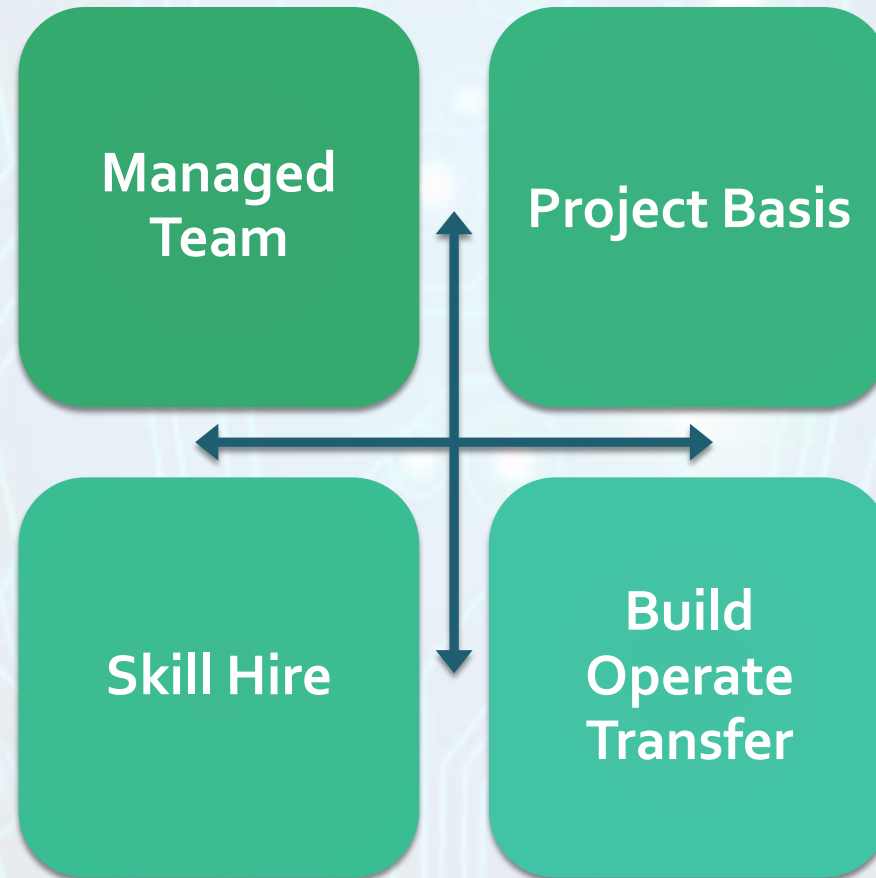 Managed
Team
Project Basis
Skill Hire
Build
Operate
Transfer